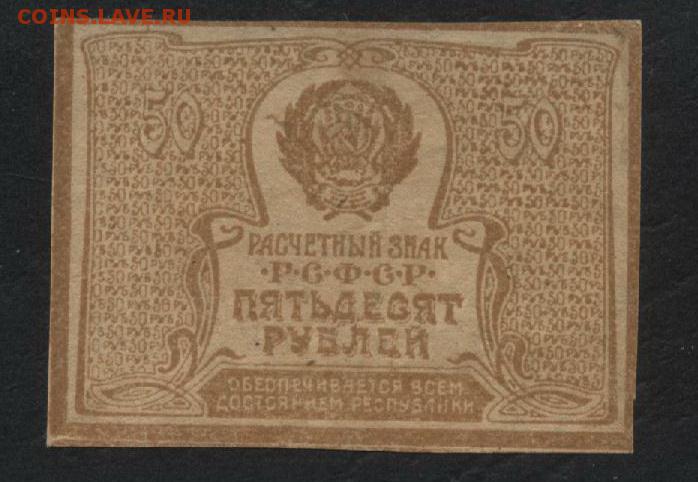 COINS.LAVE.RU
50 50
РАСЧЕТНЫЙ ЗНАК
·Р·С·Ф·С·Р·
ПЯТЬДЕСЯТ
РУБЛЕЙ
ОБЕСПЕЧИВАЕТСЯ ВСЕМ
ДОСТОЯНИЕМ РЕСПУБЛИКИ